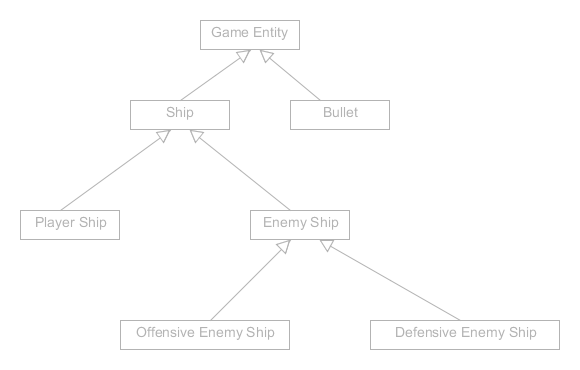 Game Entity
Ship
Bullet
Player Ship
Enemy Ship
Offensive Enemy Ship
Defensive Enemy Ship